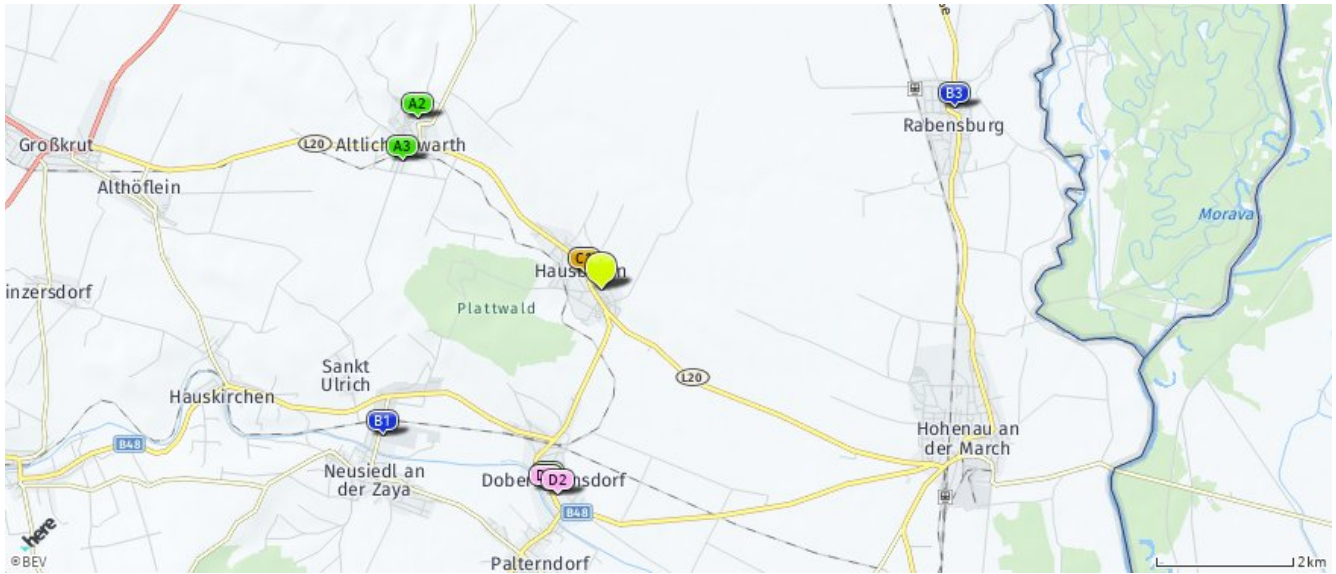 B3
A2
Rabensburg
Großkrut
L20
A3
Althöflein
Morava
C1
inzersdorf
Plattwald
Sankt
Ulrich
L20
Hauskirchen
B1
Hohenau an
der March
B48
Neusiedl an
der Zaya
D2
B48
Palterndorf
here
©BEV
2km